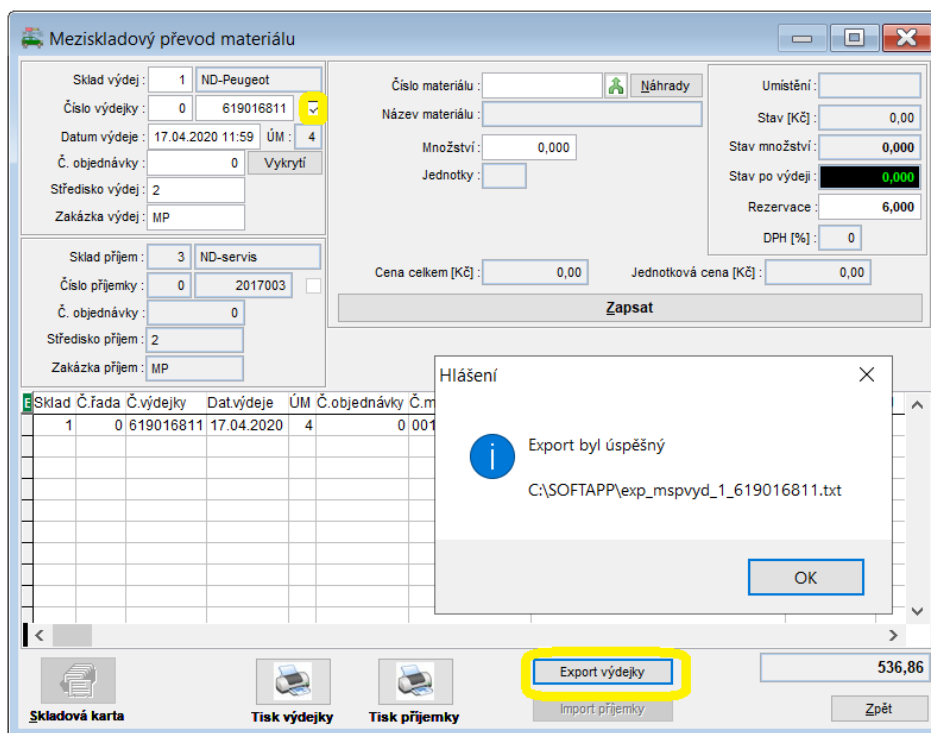 Meziskladový převod materiálu
Sklad výdej : 1 ND-Peugeot
Číslo výdejky : 0 619016811
Datum výdeje : 17.04.2020 11:59 ÚM : 4
Č. objednávky : 0 Vykrytí
Středisko výdej : 2
Zakázka výdej : MP
Sklad příjem : 3 ND-servis
Číslo příjemky : 0 2017003
Č. objednávky : 0
Středisko příjem : 2
Zakázka příjem : MP
Číslo materiálu : Náhrady
Název materiálu :
Množství : 0,000
Jednotky :
Umístění :
Stav [Kč] : 0,00
Stav množství : 0,000
Stav po výdeji : 0,000
Rezervace : 6,000
DPH [%] : 0
Cena celkem [Kč] : 0,00 Jednotková cena [Kč] : 0,00
Zapsat
E Sklad Č.řada Č.výdejky Dat.výdeje ÚM Č.objednávky Č.m
1 0 619016811 17.04.2020 4 0 001
Hlášení
Export byl úspěšný
C:\SOFTAPP\exp_mspvyd_1_619016811.txt
OK
Export výdejky 536,86
Import příjemky Zpět
Skladová karta Tisk výdejky Tisk příjemky